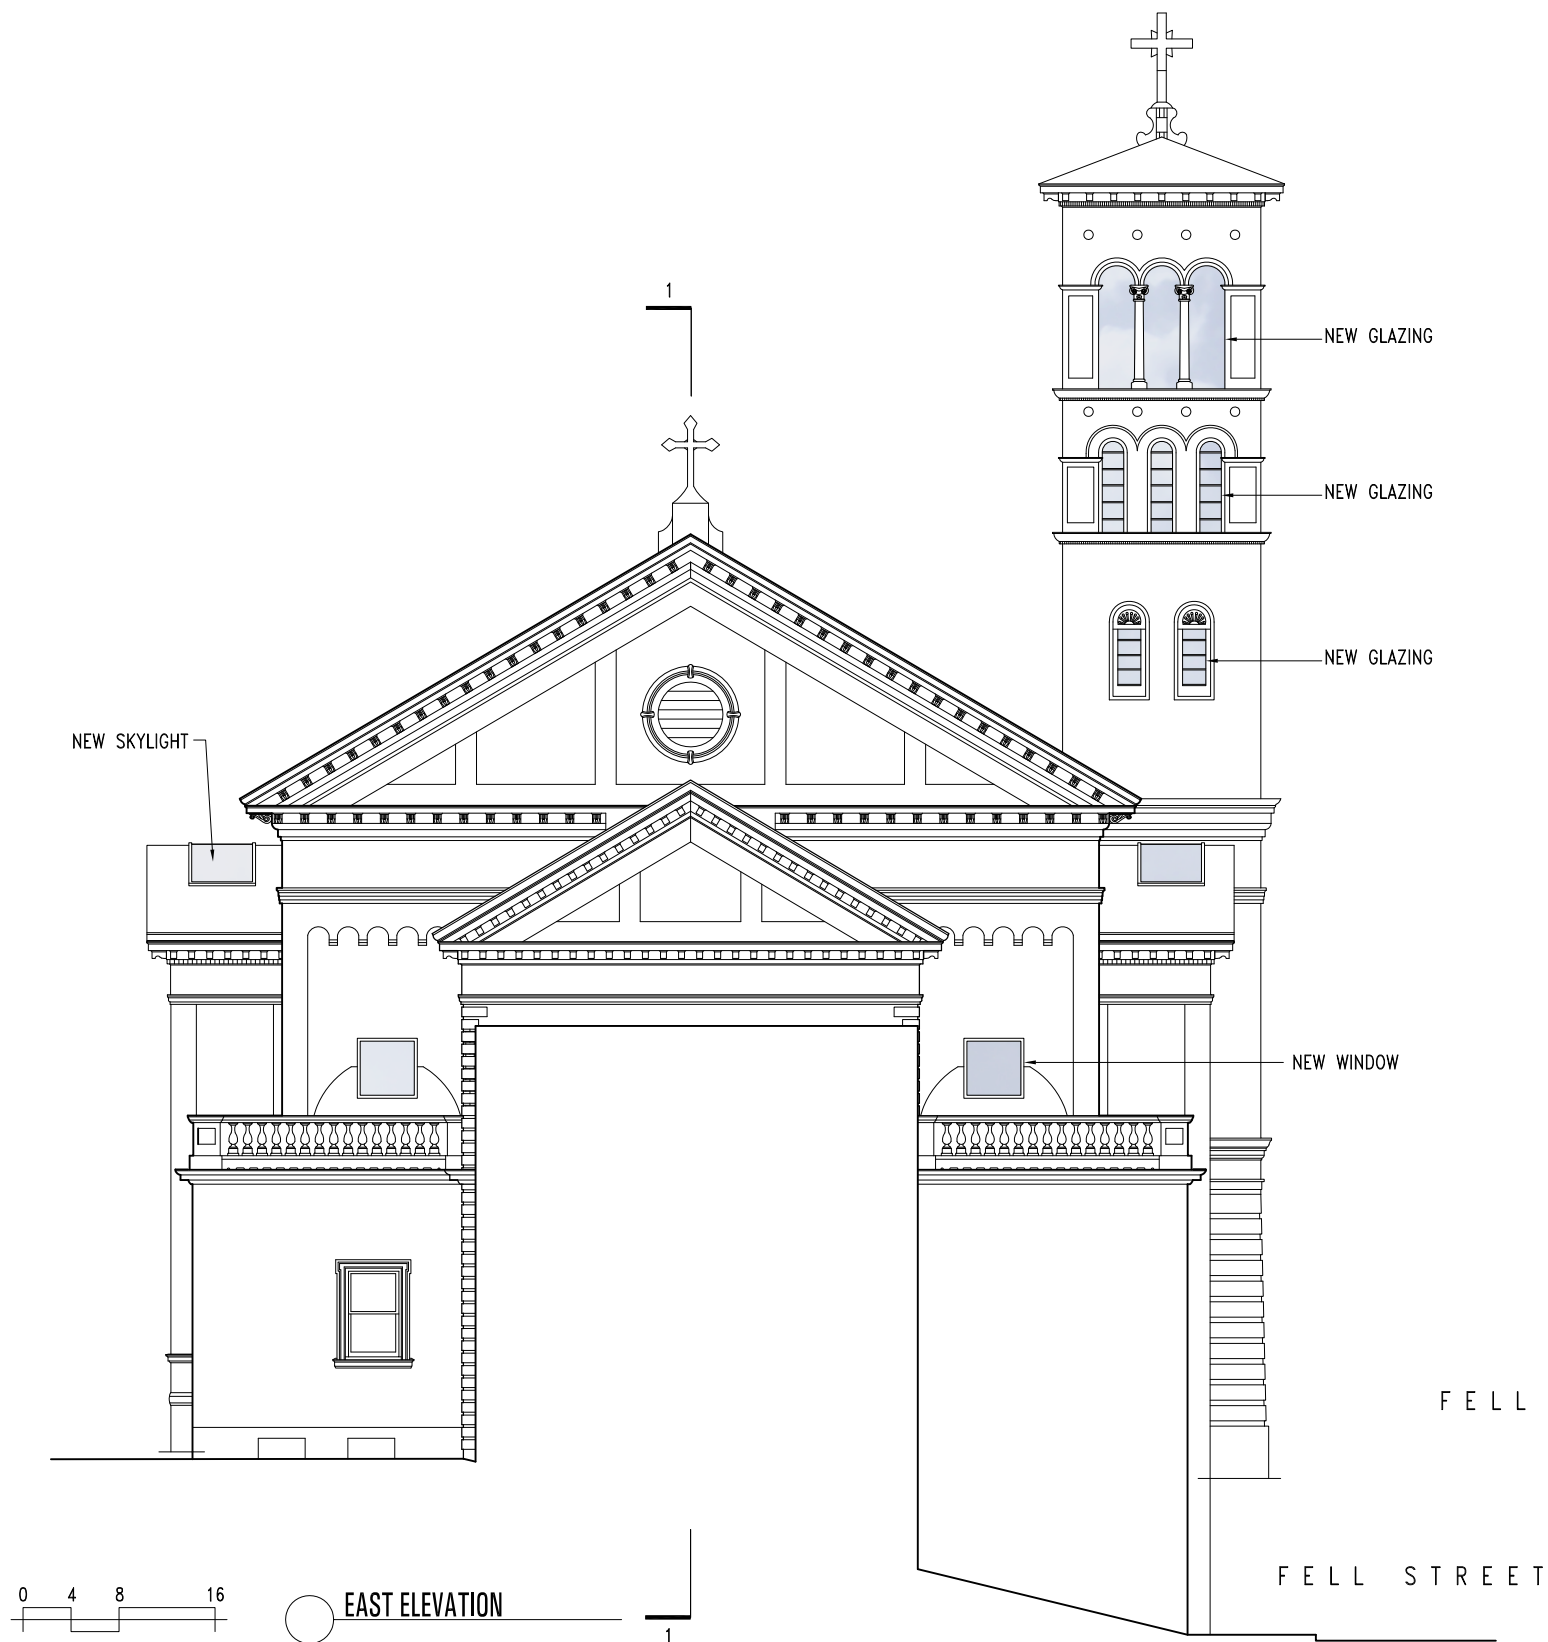 1
NEW GLAZING
NEW GLAZING
NEW GLAZING
NEW SKYLIGHT
NEW WINDOW
FELL
FELL STREET
0 4 8 16
EAST ELEVATION
1